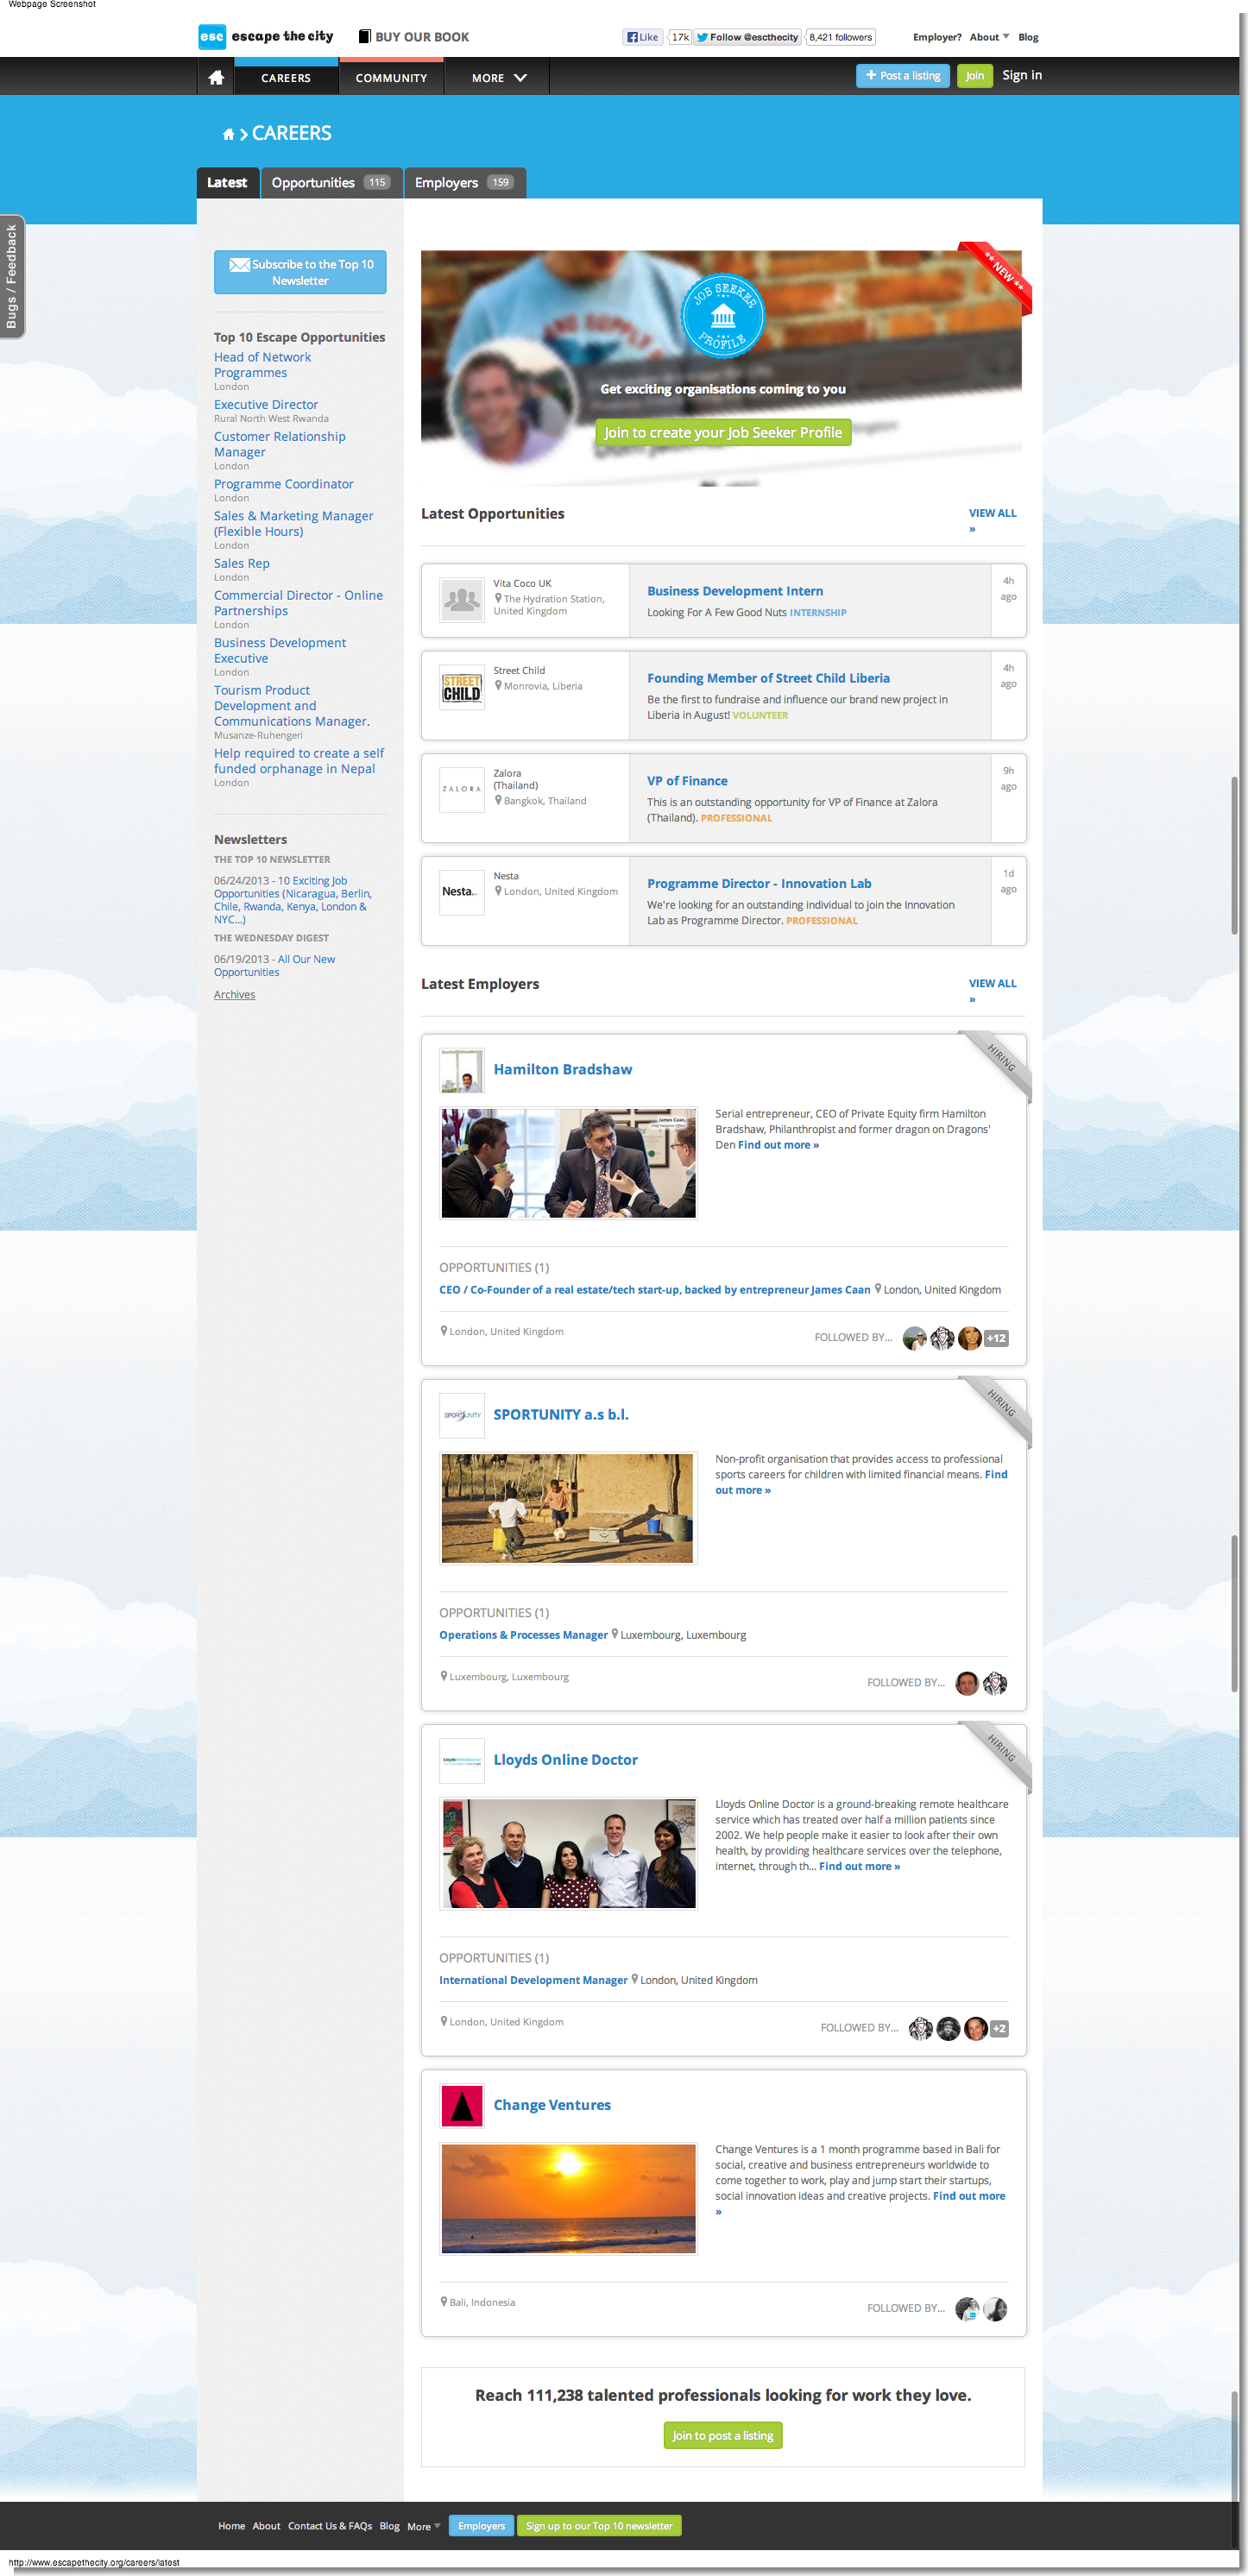 Webpage Screenshot
esc escape the city
BUY OUR BOOK
Like 17k
Follow @escthecity 8,421 followers
Employer? About Blog
CAREERS
COMMUNITY
MORE
+ Post a listing
Join
Sign in
CAREERS
Latest
Opportunities 115
Employers 159
Bugs / Feedback
Subscribe to the Top 10
Newsletter
Top 10 Escape Opportunities
Head of Network
Programmes
London
Executive Director
Rural North West Rwanda
Customer Relationship
Manager
London
Programme Coordinator
London
Sales & Marketing Manager
(Flexible Hours)
London
Sales Rep
London
Commercial Director - Online
Partnerships
London
Business Development
Executive
London
Tourism Product
Development and
Communications Manager.
Musanze-Ruhengeri
Help required to create a self
funded orphanage in Nepal
London
Newsletters
THE TOP 10 NEWSLETTER
06/24/2013 - 10 Exciting Job
Opportunities (Nicaragua, Berlin,
Chile, Rwanda, Kenya, London &
NYC...)
THE WEDNESDAY DIGEST
06/19/2013 - All Our New
Opportunities
Archives
** NEW **
JOB SEEKER
PROFILE
Get exciting organisations coming to you
Join to create your Job Seeker Profile
Latest Opportunities
VIEW ALL
»
Vita Coco UK
The Hydration Station,
United Kingdom
Business Development Intern
Looking For A Few Good Nuts INTERNSHIP
4h
ago
STREET
CHILD
Street Child
Monrovia, Liberia
Founding Member of Street Child Liberia
Be the first to fundraise and influence our brand new project in
Liberia in August! VOLUNTEER
4h
ago
ZALORA
Zalora
(Thailand)
Bangkok, Thailand
VP of Finance
This is an outstanding opportunity for VP of Finance at Zalora
(Thailand). PROFESSIONAL
9h
ago
Nesta
Nesta
London, United Kingdom
Programme Director - Innovation Lab
We're looking for an outstanding individual to join the Innovation
Lab as Programme Director. PROFESSIONAL
1d
ago
Latest Employers
VIEW ALL
»
HIRING
Hamilton Bradshaw
James Caan,
Serial entrepreneur, CEO of Private Equity firm Hamilton
Bradshaw, Philanthropist and former dragon on Dragons'
Den Find out more »
OPPORTUNITIES (1)
CEO / Co-Founder of a real estate/tech start-up, backed by entrepreneur James Caan London, United Kingdom
London, United Kingdom
FOLLOWED BY... +12
HIRING
SPORTUNITY
SPORTUNITY a.s b.l.
Non-profit organisation that provides access to professional
sports careers for children with limited financial means. Find
out more »
OPPORTUNITIES (1)
Operations & Processes Manager Luxembourg, Luxembourg
Luxembourg, Luxembourg
FOLLOWED BY...
HIRING
Lloyds Online Doctor
Lloyds Online Doctor is a ground-breaking remote healthcare
service which has treated over half a million patients since
2002. We help people make it easier to look after their own
health, by providing healthcare services over the telephone,
internet, through th... Find out more »
OPPORTUNITIES (1)
International Development Manager London, United Kingdom
London, United Kingdom
FOLLOWED BY... +2
Change Ventures
Change Ventures is a 1 month programme based in Bali for
social, creative and business entrepreneurs worldwide to
come together to work, play and jump start their startups,
social innovation ideas and creative projects. Find out more
»
Bali, Indonesia
FOLLOWED BY...
Reach 111,238 talented professionals looking for work they love.
Join to post a listing
Home About Contact Us & FAQs Blog More Employers Sign up to our Top 10 newsletter
http://www.escapethecity.org/careers/latest